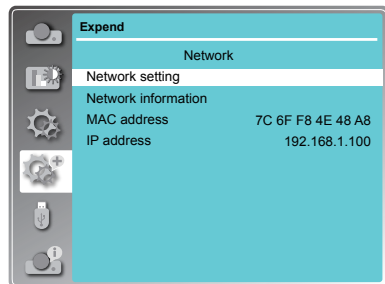 Expend
Network
Network setting
Network information
MAC address 7C 6F F8 4E 48 A8
IP address 192.168.1.100